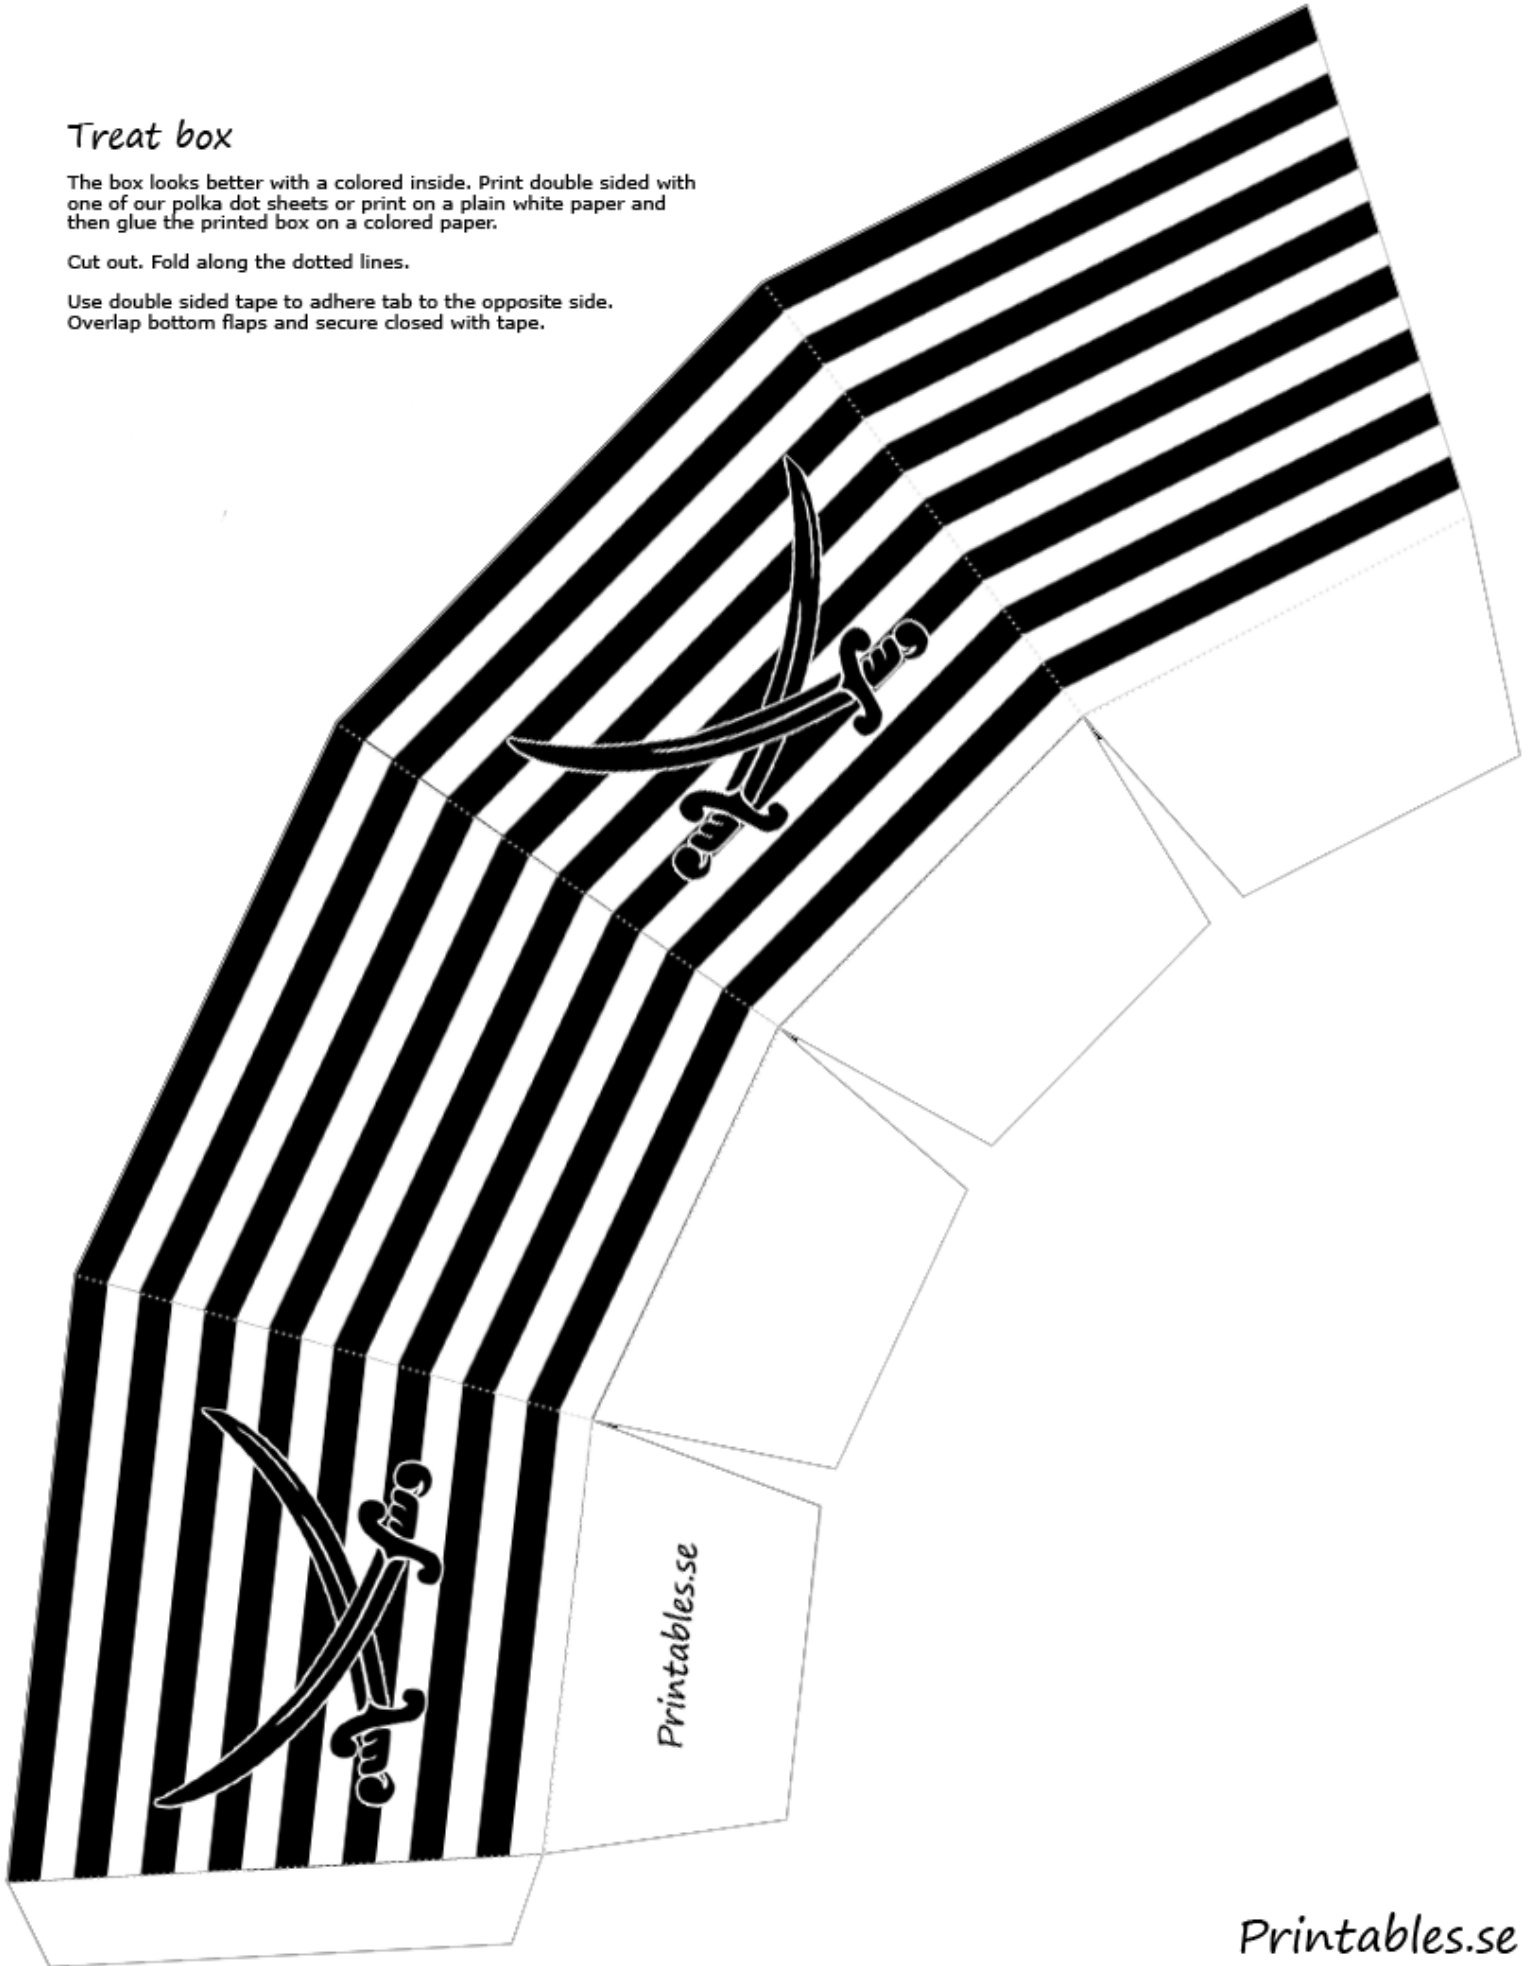 Treat box
The box looks better with a colored inside. Print double sided with
one of our polka dot sheets or print on a plain white paper and
then glue the printed box on a colored paper.
Cut out. Fold along the dotted lines.
Use double sided tape to adhere tab to the opposite side.
Overlap bottom flaps and secure closed with tape.
Printables.se
Printables.se